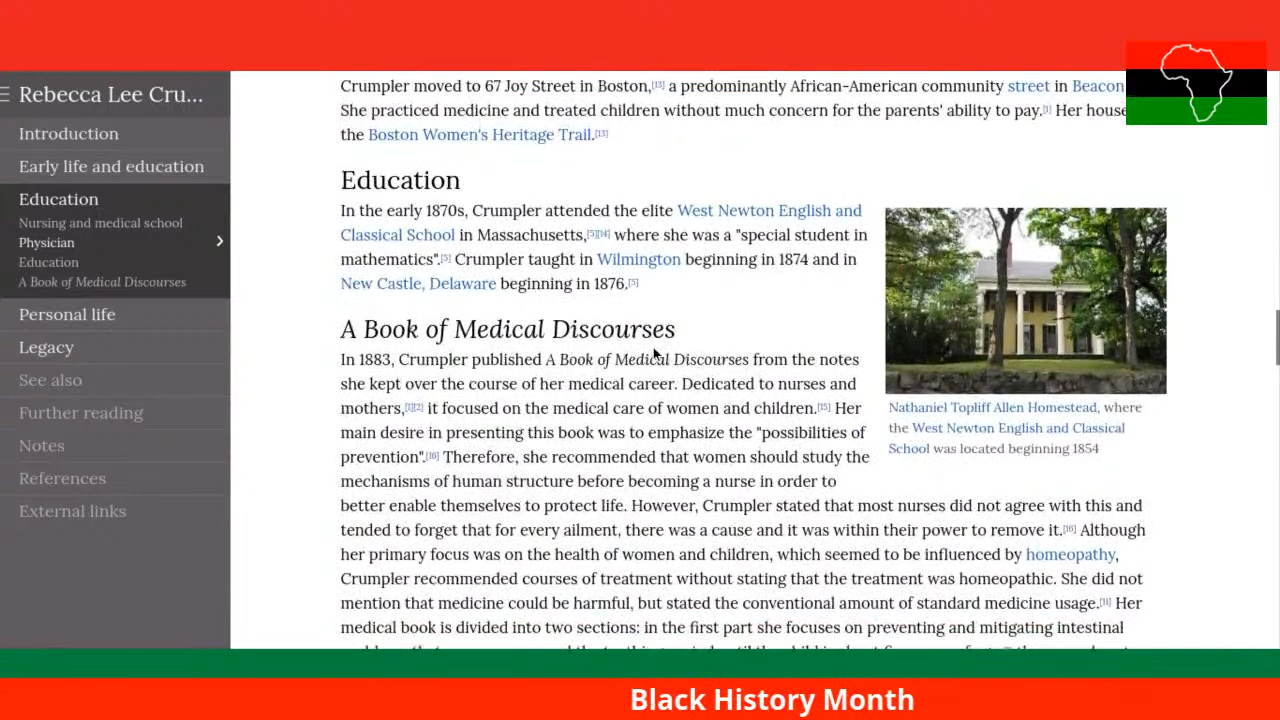 Rebecca Lee Cru...
Introduction
Early life and education
Education
Nursing and medical school
Physician
Education
A Book of Medical Discourses
Personal life
Legacy
See also
Further reading
Notes
References
External links
Crumpler moved to 67 Joy Street in Boston,[13] a predominantly African-American community street in Beacon
She practiced medicine and treated children without much concern for the parents' ability to pay.[1] Her house
the Boston Women's Heritage Trail.[13]
Education
In the early 1870s, Crumpler attended the elite West Newton English and
Classical School in Massachusetts,[5][14] where she was a "special student in
mathematics".[5] Crumpler taught in Wilmington beginning in 1874 and in
New Castle, Delaware beginning in 1876.[5]
Nathaniel Topliff Allen Homestead, where
the West Newton English and Classical
School was located beginning 1854
A Book of Medical Discourses
In 1883, Crumpler published A Book of Medical Discourses from the notes
she kept over the course of her medical career. Dedicated to nurses and
mothers,[1][2] it focused on the medical care of women and children.[15] Her
main desire in presenting this book was to emphasize the "possibilities of
prevention".[16] Therefore, she recommended that women should study the
mechanisms of human structure before becoming a nurse in order to
better enable themselves to protect life. However, Crumpler stated that most nurses did not agree with this and
tended to forget that for every ailment, there was a cause and it was within their power to remove it.[16] Although
her primary focus was on the health of women and children, which seemed to be influenced by homeopathy,
Crumpler recommended courses of treatment without stating that the treatment was homeopathic. She did not
mention that medicine could be harmful, but stated the conventional amount of standard medicine usage.[11] Her
medical book is divided into two sections: in the first part she focuses on preventing and mitigating intestinal
Black History Month